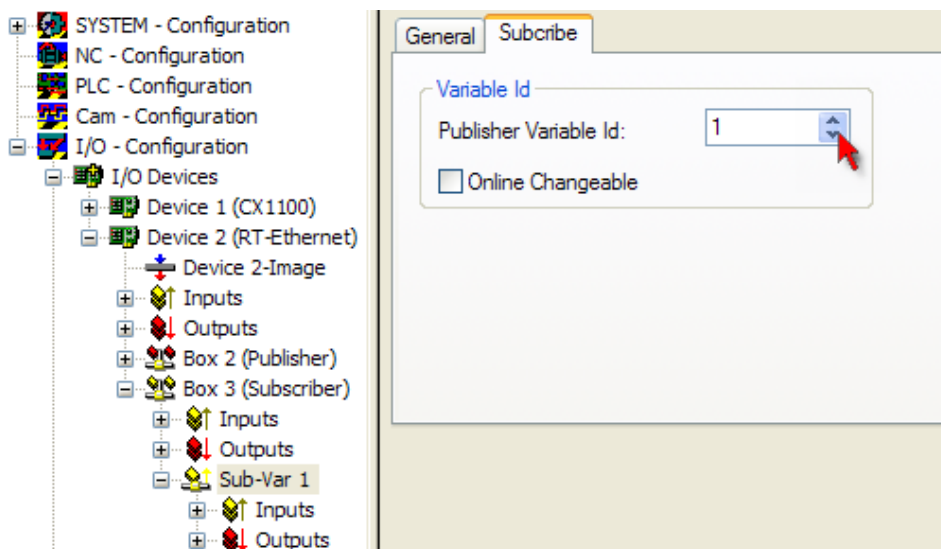 SYSTEM - Configuration
NC - Configuration
PLC - Configuration
Cam - Configuration
I/O - Configuration
I/O Devices
Device 1 (CX1100)
Device 2 (RT-Ethernet)
Device 2-Image
Inputs
Outputs
Box 2 (Publisher)
Box 3 (Subscriber)
Inputs
Outputs
Sub-Var 1
Inputs
Outputs
General Subcribe
Variable Id
Publisher Variable Id: 1
Online Changeable